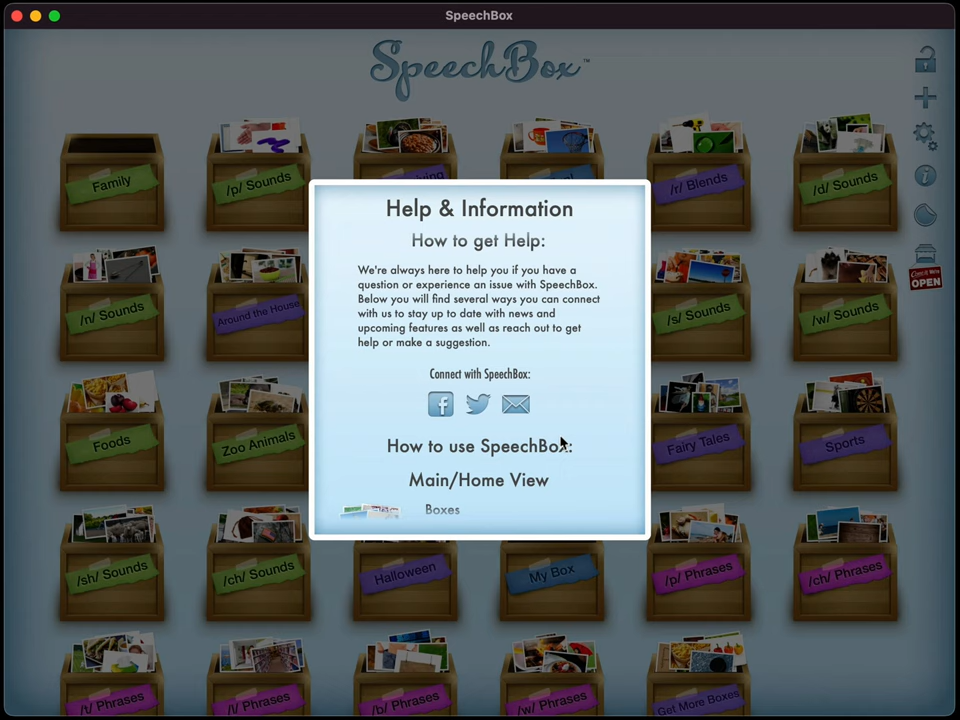 SpeechBox
SpeechBox™
Family
/p/ Sounds
/r/ Blends
/d/ Sounds
Help & Information
How to get Help:
We're always here to help you if you have a
question or experience an issue with SpeechBox.
Below you will find several ways you can connect
with us to stay up to date with news and
upcoming features as well as reach out to get
help or make a suggestion.
Connect with SpeechBox:
How to use SpeechBox:
Main/Home View
Boxes
/n/ Sounds
Around the House
/s/ Sounds
/w/ Sounds
Come in We're
OPEN
Foods
Zoo Animals
Fairy Tales
Sports
/sh/ Sounds
/ch/ Sounds
Halloween
My Box
/p/ Phrases
/ch/ Phrases
/t/ Phrases
/l/ Phrases
/b/ Phrases
/w/ Phrases
Get More Boxes